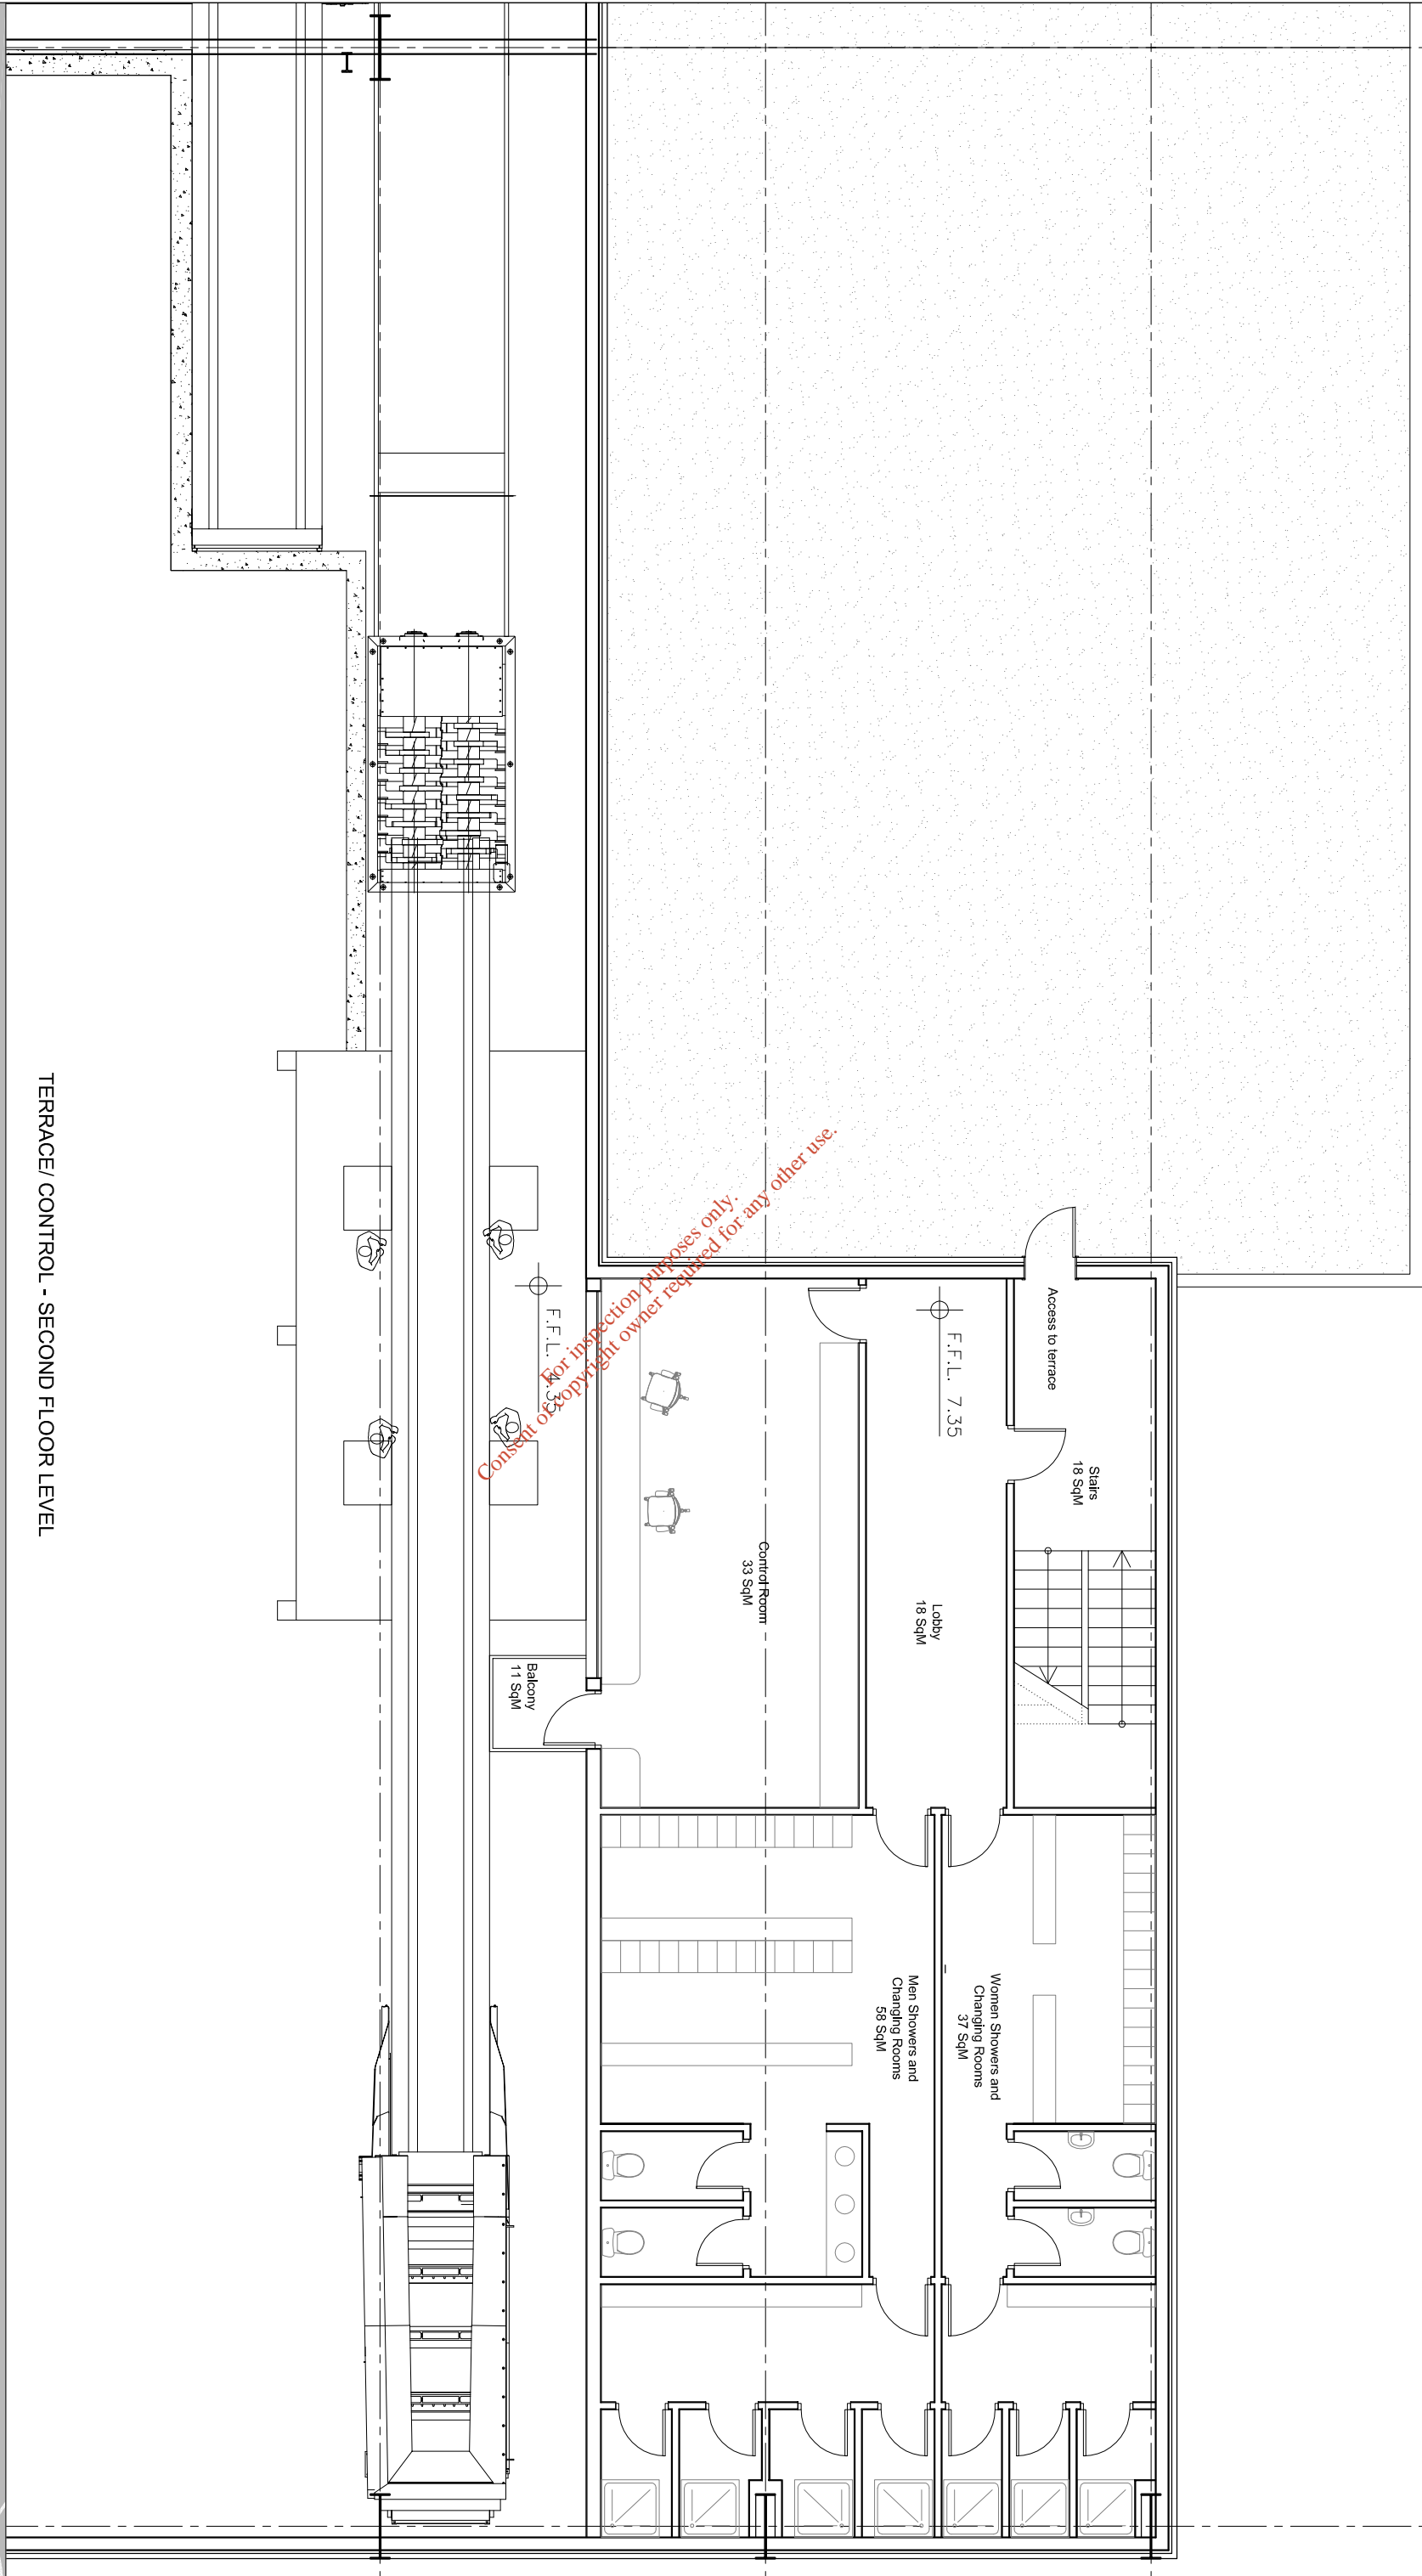 Access to terrace
Stairs
18 SqM
F.F.L. 7.35
Lobby
18 SqM
Control Room
33 SqM
F.F.L. 4.35
Balcony
11 SqM
Women Showers and
Changing Rooms
37 SqM
Men Showers and
Changing Rooms
58 SqM
For inspection purposes only.
Consent of copyright owner required for any other use.
TERRACE/ CONTROL - SECOND FLOOR LEVEL